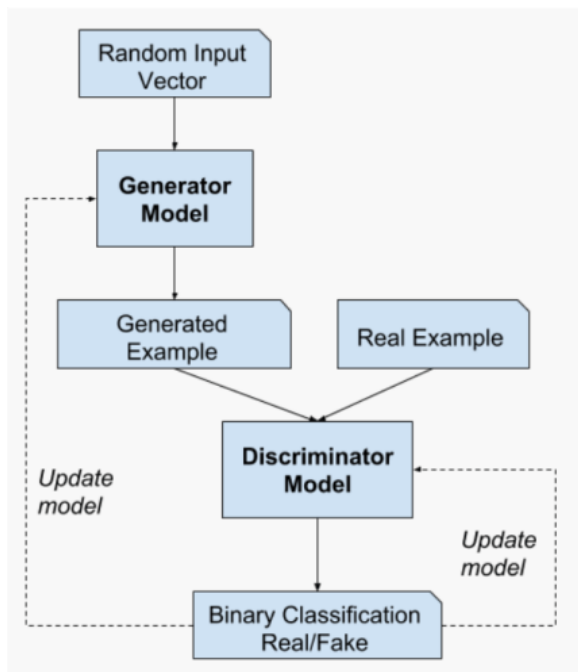 Random Input
Vector
Generator
Model
Generated
Example
Real Example
Discriminator
Model
Update
model
Update
model
Binary Classification
Real/Fake